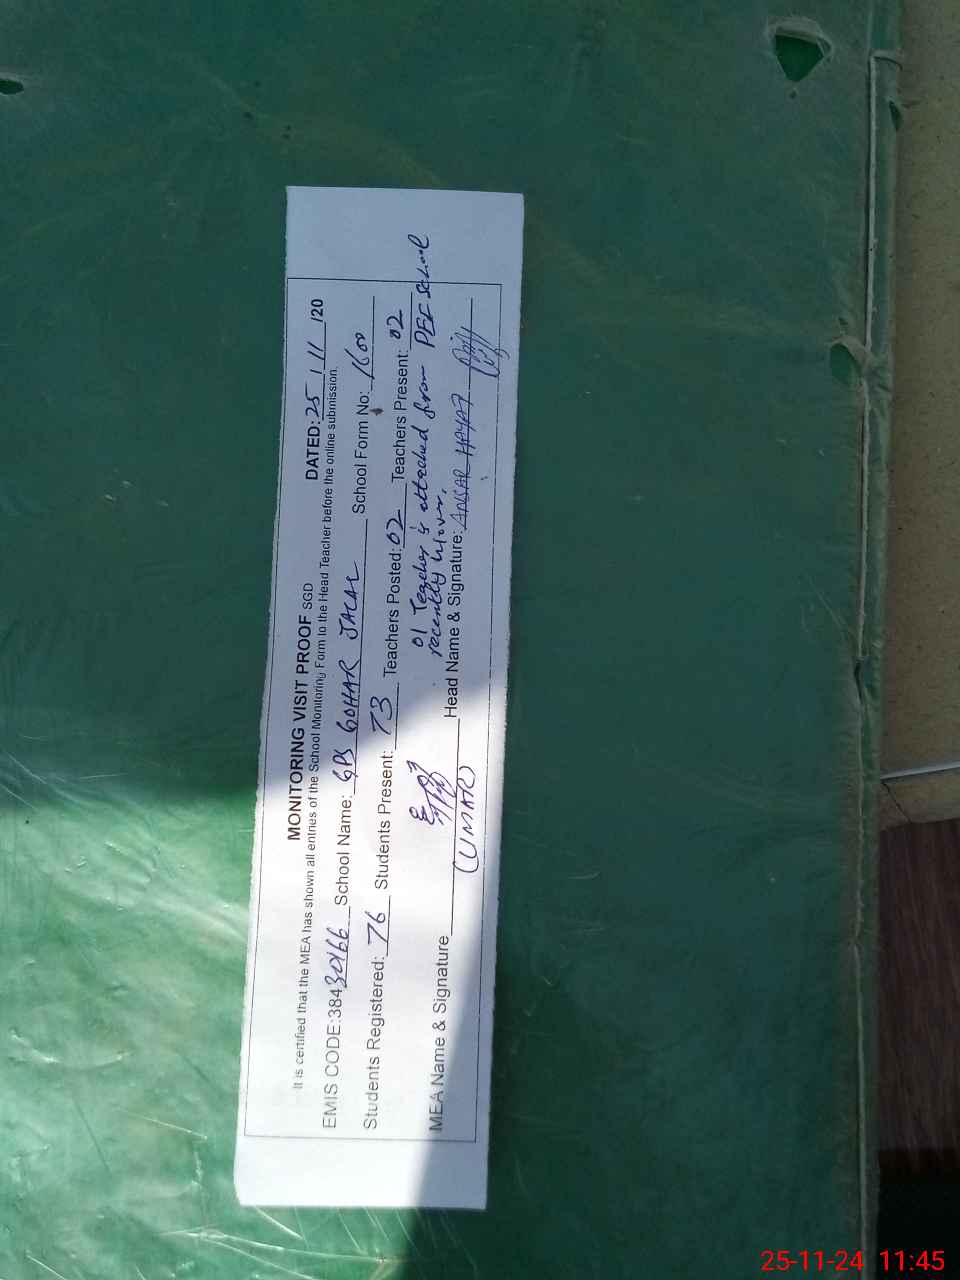 MONITORING VISIT PROOF SGD DATED: 25 / 11 /20
It is certified that the MEA has shown all entries of the School Monitoring Form to the Head Teacher before the online submission.
EMIS CODE:38430166 School Name: GPS GOHAR JALAL School Form No: 1600
Students Registered: 76 Students Present: 73 Teachers Posted: 02 Teachers Present: 02
01 Teacher is attached from PEF School
recently
MEA Name & Signature (UMAR) Head Name & Signature: ANSAR HAYAT
25-11-24 11:45